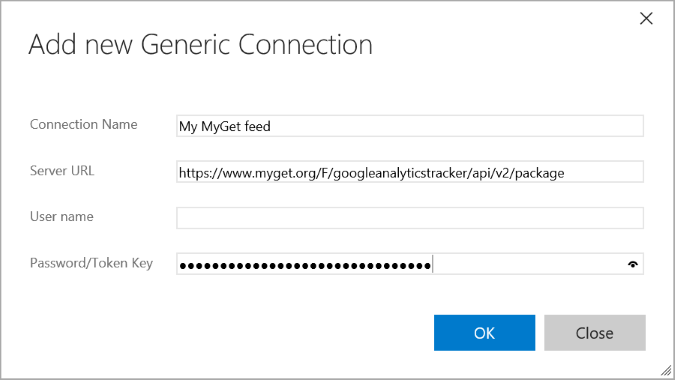 Add new Generic Connection
Connection Name My MyGet feed
Server URL https://www.myget.org/F/googleanalyticstracker/api/v2/package
User name
Password/Token Key ●●●●●●●●●●●●●●●●●●●●●●●●●●●●●●●
OK Close